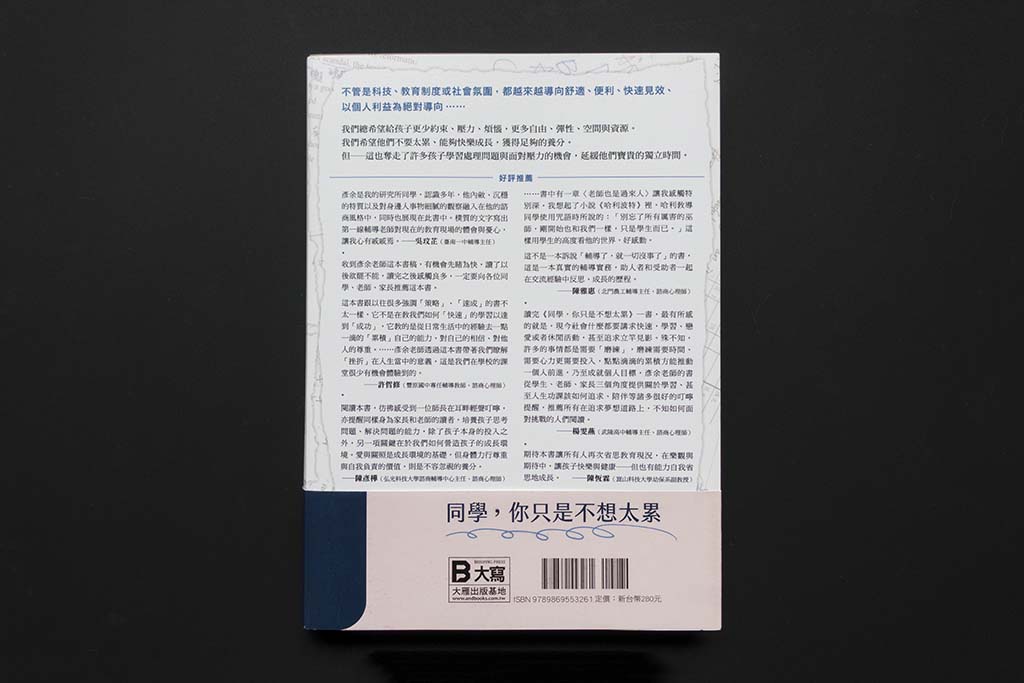 不管是科技、教育制度或社會氛圍,都越來越導向舒適、便利、快速見效、
以個人利益為絕對導向……
我們總希望給孩子更少約束、壓力、煩惱,更多自由、彈性、空間與資源。
我們希望他們不要太累、能夠快樂成長,獲得足夠的養分。
但——這也奪走了許多孩子學習處理問題與面對壓力的機會,延緩他們寶貴的獨立時間。
好評推薦
彥余是我的研究所同學,認識多年,他內斂、沉穩
的特質以及對身邊人事物細膩的觀察融入在他的諮
商風格中,同時也展現在此書中。樸質的文字寫出
第一線輔導老師對現在的教育現場的體會與憂心,
讓我心有戚戚焉。——吳玟芷(臺南一中輔導主任)
•
收到彥余老師這本書稿,有機會先睹為快,讀了以
後欲罷不能,讀完之後感觸良多,一定要向各位同
學、老師、家長推薦這本書。
這本書跟以往很多強調「策略」、「速成」的書不
太一樣,它不是在教我們如何「快速」的學習以達
到「成功」,它教的是從日常生活中的經驗去一點
一滴的「累積」自己的能力,對自己的相信、對他
人的尊重。……彥余老師透過這本書帶著我們瞭解
「挫折」在人生當中的意義,這是我們在學校的課
堂很少有機會體驗到的。
——許哲修(豐原國中專任輔導教師、諮商心理師)
•
閱讀本書,彷彿感受到一位師長在耳畔輕聲叮嚀,
亦提醒同樣身為家長和老師的讀者,培養孩子思考
問題、解決問題的能力,除了孩子本身的投入之
外,另一項關鍵在於我們如何營造孩子的成長環
境。愛與關照是成長環境的基礎,但身體力行尊重
與自我負責的價值,則是不容忽視的養分。
——陳彥樺(弘光科技大學諮商輔導中心主任、諮商心理師)
……書中有一章〈老師也是過來人〉讓我感觸特
別深。我想起了小說《哈利波特》裡,哈利教導
同學使用咒語時所說的:「別忘了所有厲害的巫
師,剛開始也和我們一樣,只是學生而已。」這
樣用學生的高度看他的世界,好感動。
這不是一本訴說「輔導了,就一切沒事了」的書,
這是一本真實的輔導實務,助人者和受助者一起
在交流經驗中反思、成長的歷程。
——陳雅惠(北門農工輔導主任、諮商心理師)
•
讀完《同學,你只是不想太累》一書,最有所感
的就是,現今社會什麼都要講求快速,學習、戀
愛或者休閒活動,甚至追求立竿見影,殊不知,
許多的事情都是需要「磨練」,磨練需要時間、
需要心力更需要投入,點點滴滴的累積方能推動
一個人前進,乃至成就個人目標,彥余老師的書
從學生、老師、家長三個角度提供關於學習、甚
至人生功課該如何追求、陪伴等諸多很好的叮嚀
提醒,推薦所有在追求夢想道路上,不知如何面
對挑戰的人們閱讀。
——楊雯燕(武陵高中輔導主任、諮商心理師)
•
期待本書讓所有人再次省思教育現況,在樂觀與
期待中,讓孩子快樂與健康——但也有能力自我省
思地成長。——陳恆霖(崑山科技大學幼保系副教授)
同學,你只是不想太累
BRIEFING PRESS
B大寫
大雁出版基地
www.andbooks.com.tw
ISBN 9789869553261 定價:新台幣280元